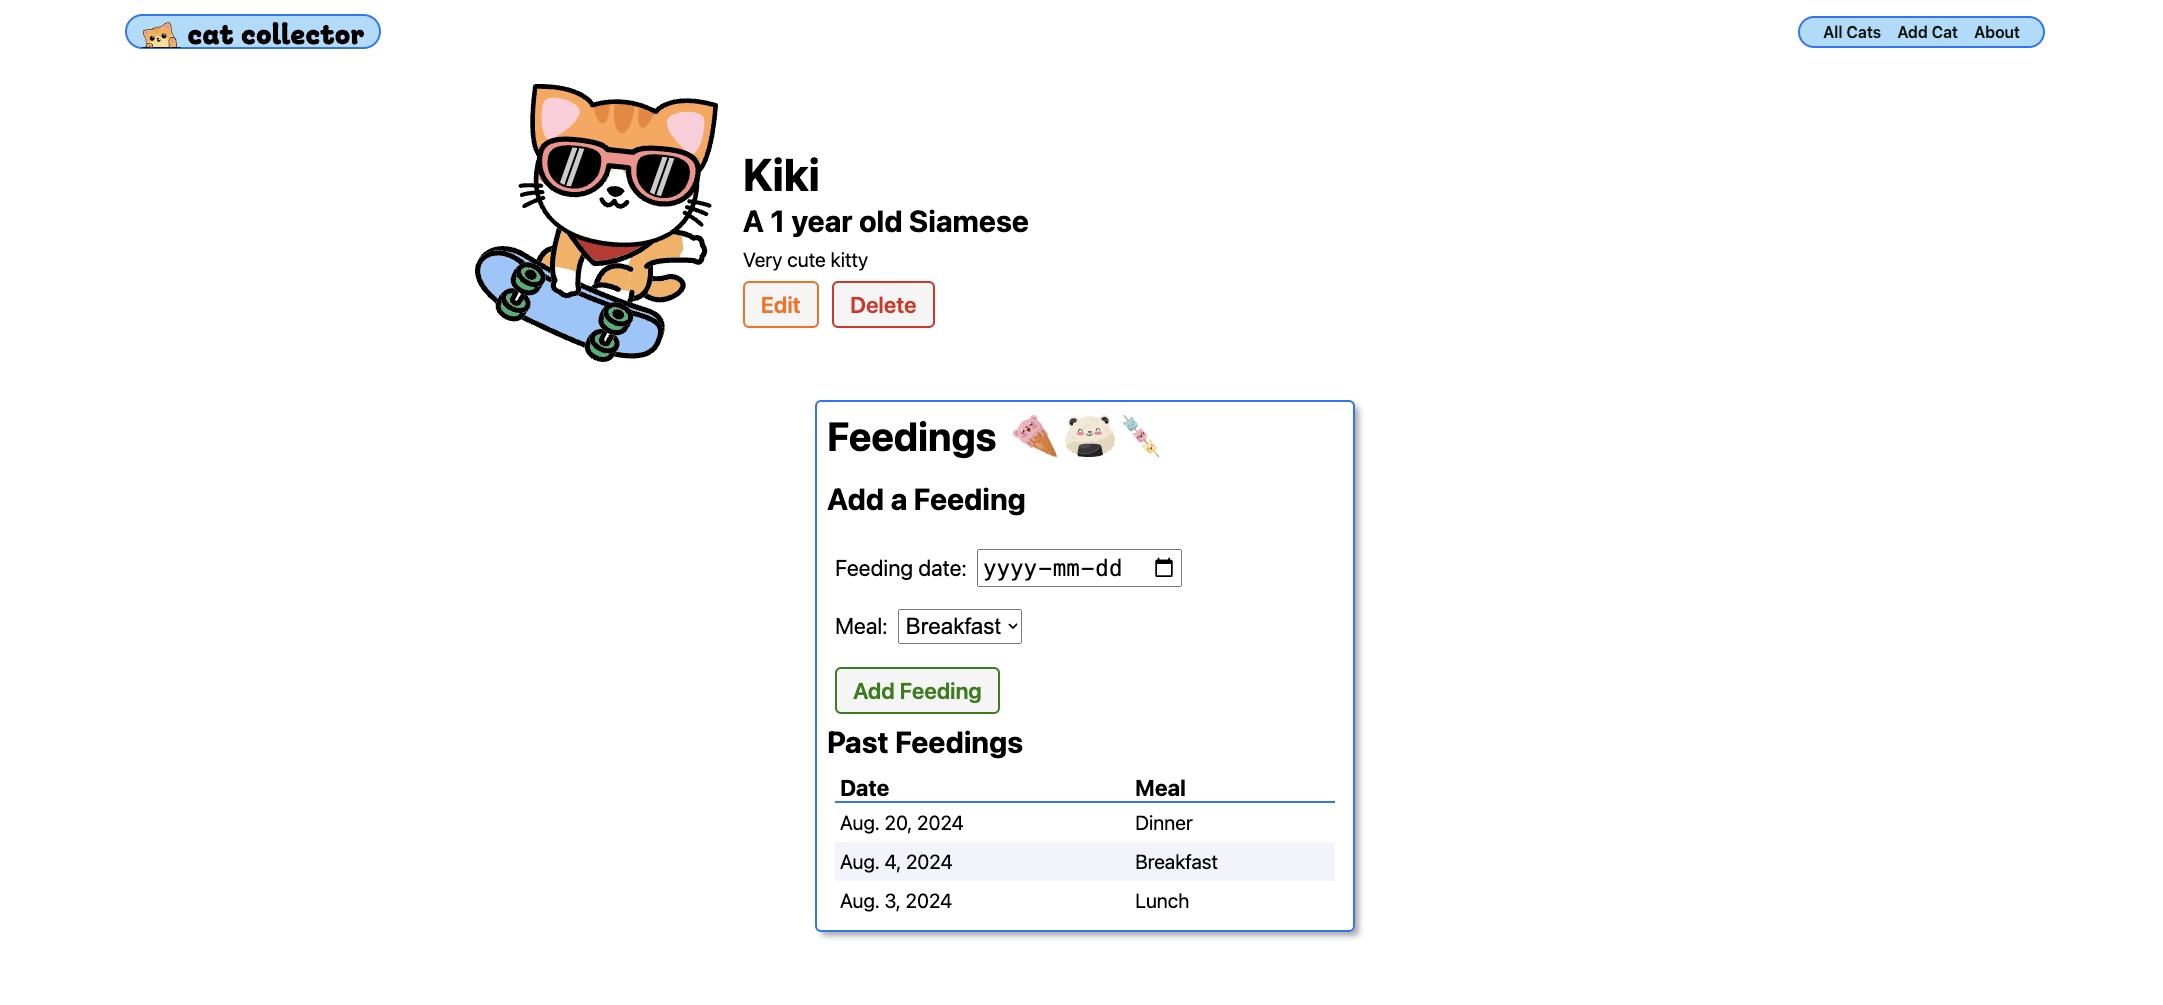 cat collector
All Cats Add Cat About
Kiki
A 1 year old Siamese
Very cute kitty
Edit Delete
Feedings
Add a Feeding
Feeding date: yyyy-mm-dd
Meal: Breakfast
Add Feeding
Past Feedings
Date Meal
Aug. 20, 2024 Dinner
Aug. 4, 2024 Breakfast
Aug. 3, 2024 Lunch